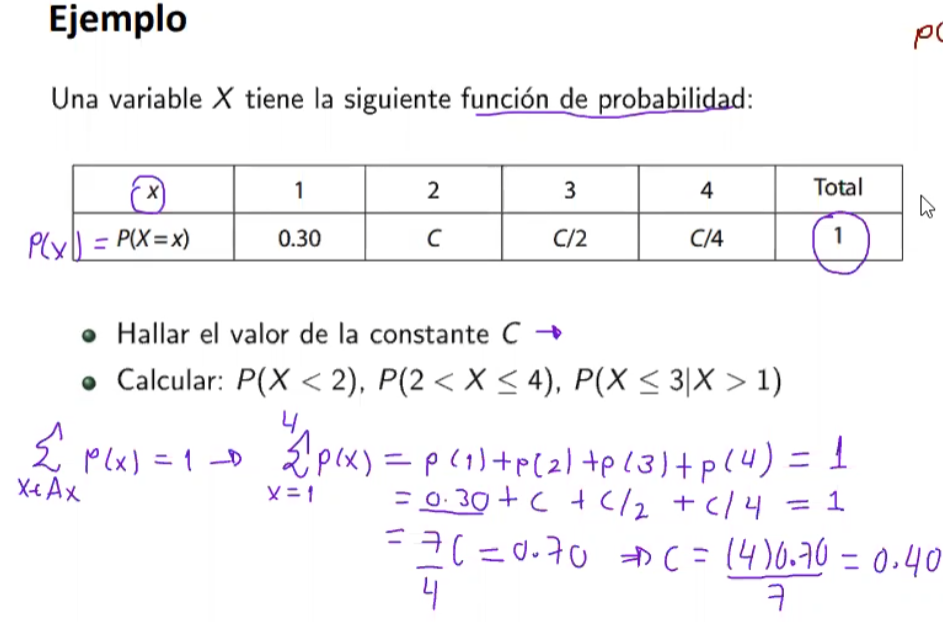 Ejemplo
p(
Una variable X tiene la siguiente función de probabilidad:
x 1 2 3 4 Total
P(x) = P(X=x) 0.30 C C/2 C/4 1
Hallar el valor de la constante C →
Calcular: P(X < 2), P(2 < X ≤ 4), P(X ≤ 3|X > 1)
∑ p(x) = 1 → ∑ p(x) = p(1)+p(2)+p(3)+p(4) = 1
x∈Ax x=1 4
= 0.30 + C + C/2 + C/4 = 1
= 7/4 C = 0.70 ⇒ C = (4)0.70/7 = 0.40